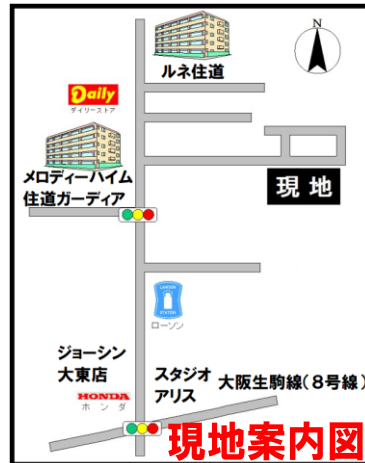 N
ルネ住道
Daily
デイリーストア
メロディーハイム
住道ガーディア
現地
LAWSON
STATION
ローソン
ジョーシン
大東店
HONDA
ホンダ
スタジオ
アリス
大阪生駒線(8号線)
現地案内図